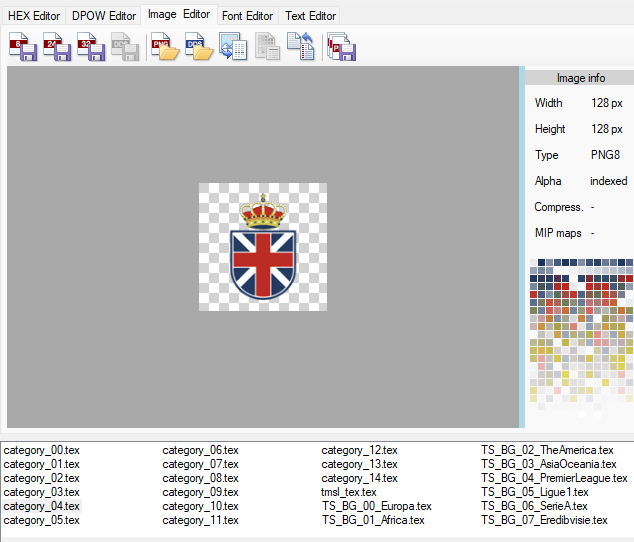 HEX Editor DPOW Editor Image Editor Font Editor Text Editor
8 24 32 DDS PNG DDS
Image info
Width 128 px
Height 128 px
Type PNG8
Alpha indexed
Compress. -
MIP maps -
category_00.tex category_06.tex category_12.tex TS_BG_02_TheAmerica.tex
category_01.tex category_07.tex category_13.tex TS_BG_03_AsiaOceania.tex
category_02.tex category_08.tex category_14.tex TS_BG_04_PremierLeague.tex
category_03.tex category_09.tex tmsl_tex.tex TS_BG_05_Ligue1.tex
category_04.tex category_10.tex TS_BG_00_Europa.tex TS_BG_06_SerieA.tex
category_05.tex category_11.tex TS_BG_01_Africa.tex TS_BG_07_Eredibvisie.tex